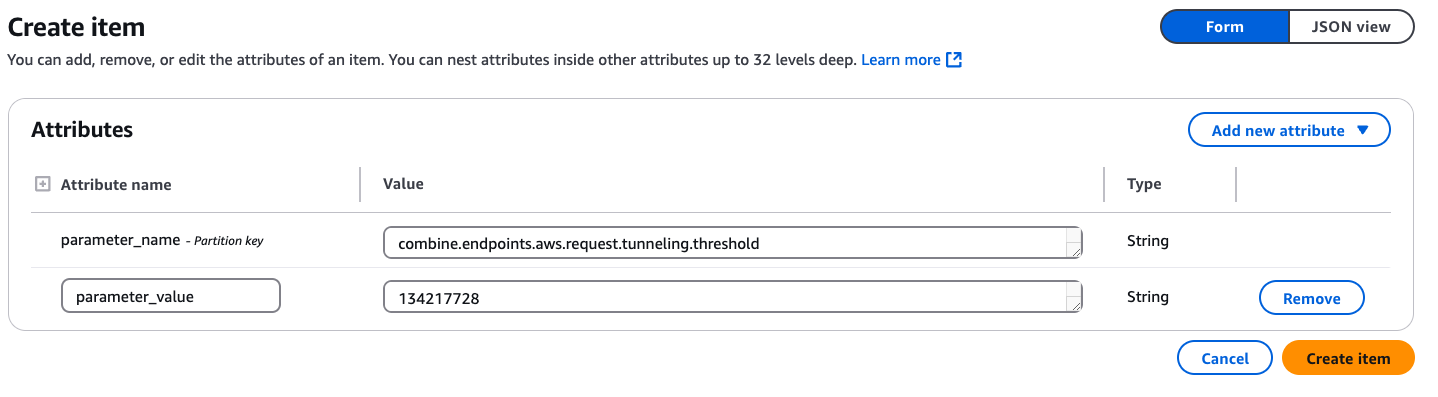 Create item
Form
JSON view
You can add, remove, or edit the attributes of an item. You can nest attributes inside other attributes up to 32 levels deep. Learn more
Attributes
Add new attribute
Attribute name
Value
Type
parameter_name - Partition key
combine.endpoints.aws.request.tunneling.threshold
String
parameter_value
134217728
String
Remove
Cancel
Create item